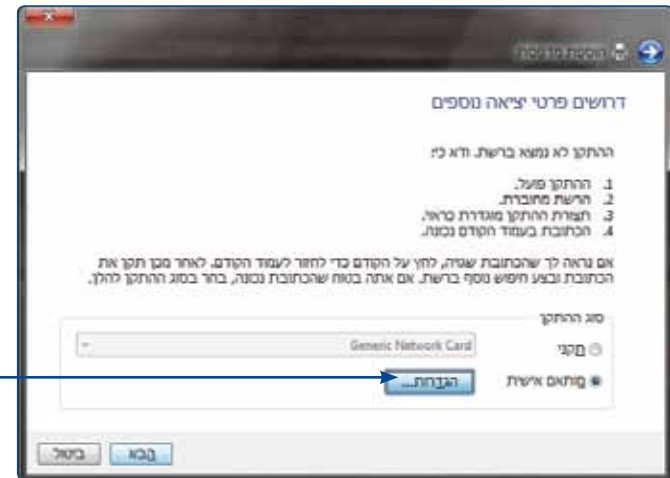 הוספת מדפסת
דרושים פרטי יציאה נוספים
ההתקן לא נמצא ברשת. ודא כי:
1. ההתקן פועל.
2. הרשת מחוברת.
3. תצורת ההתקן מוגדרת כראוי.
4. הכתובת בעמוד הקודם נכונה.
אם נראה לך שהכתובת שגויה, לחץ על הקודם כדי לחזור לעמוד הקודם. לאחר מכן תקן את
הכתובת ובצע חיפוש נוסף ברשת. אם אתה בטוח שהכתובת נכונה, בחר בסוג ההתקן להלן.
סוג ההתקן
תקני Generic Network Card
מותאם אישית הגדרות...
הבא ביטול